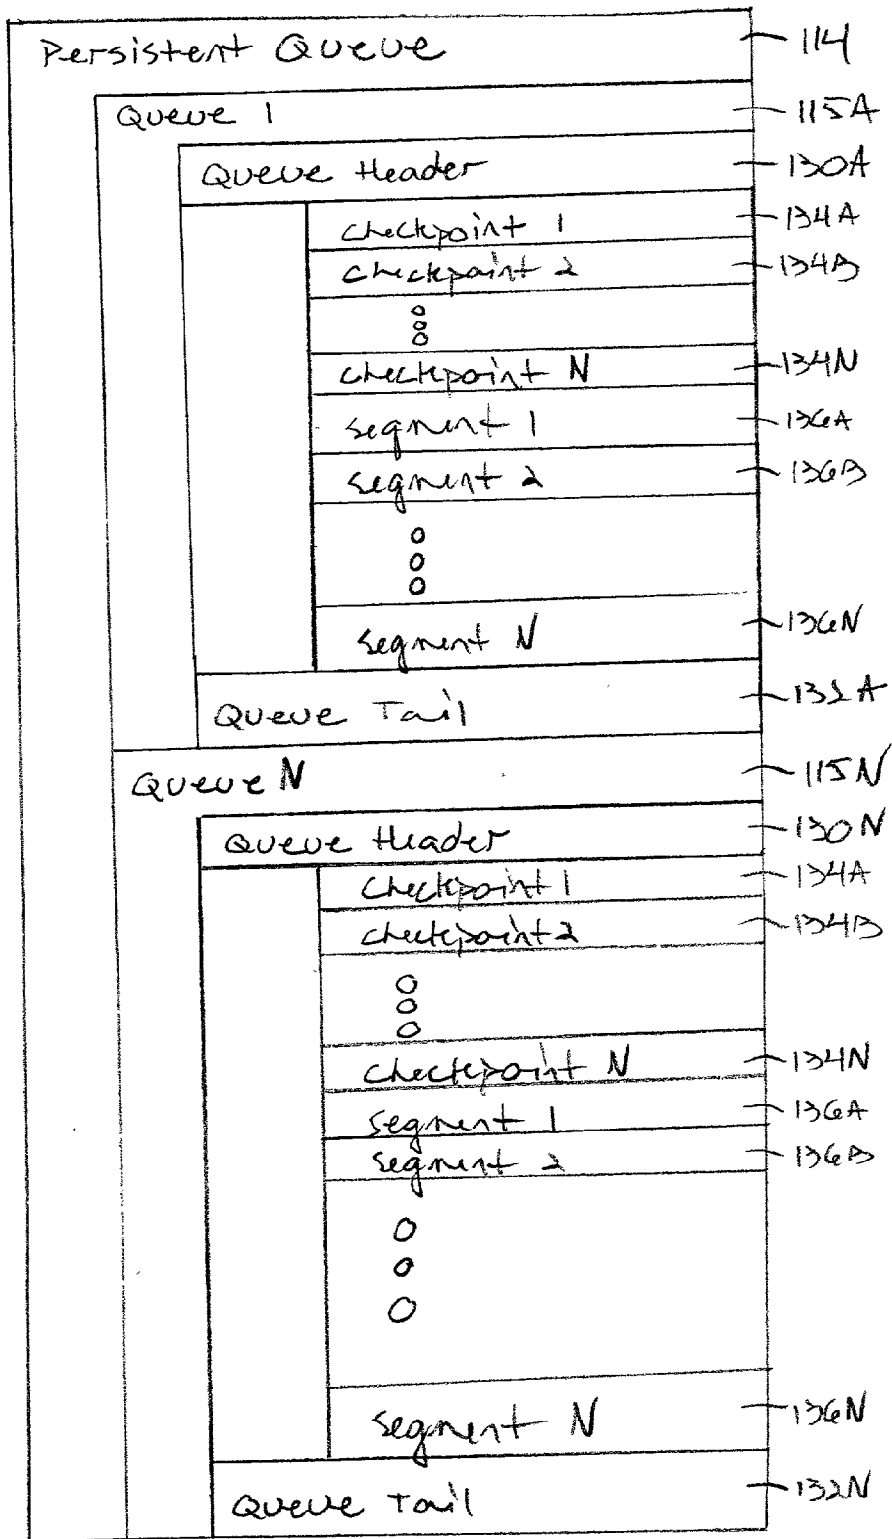 Persistent Queue 114
Queue 1 115A
Queue Header 130A
checkpoint 1 134A
checkpoint 2 134B
checkpoint N 134N
segment 1 136A
segment 2 136B
segment N 136N
Queue Tail 132A
Queue N 115N
Queue Header 130N
checkpoint 1 134A
checkpoint 2 134B
checkpoint N 134N
segment 1 136A
segment 2 136B
segment N 136N
Queue Tail 132N